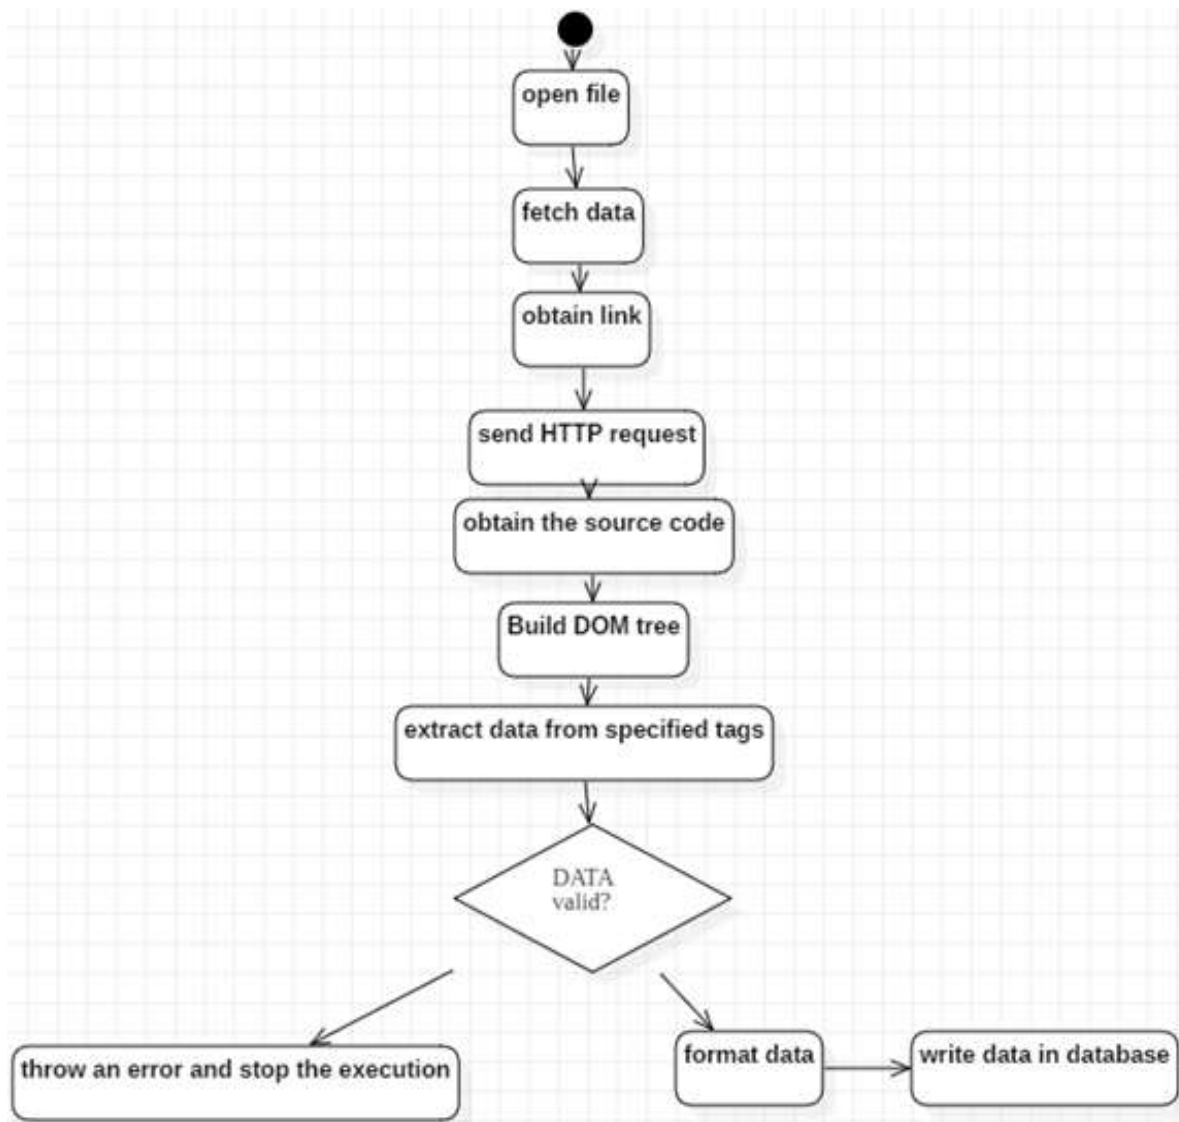 open file
fetch data
obtain link
send HTTP request
obtain the source code
Build DOM tree
extract data from specified tags
DATA
valid?
throw an error and stop the execution
format data
write data in database